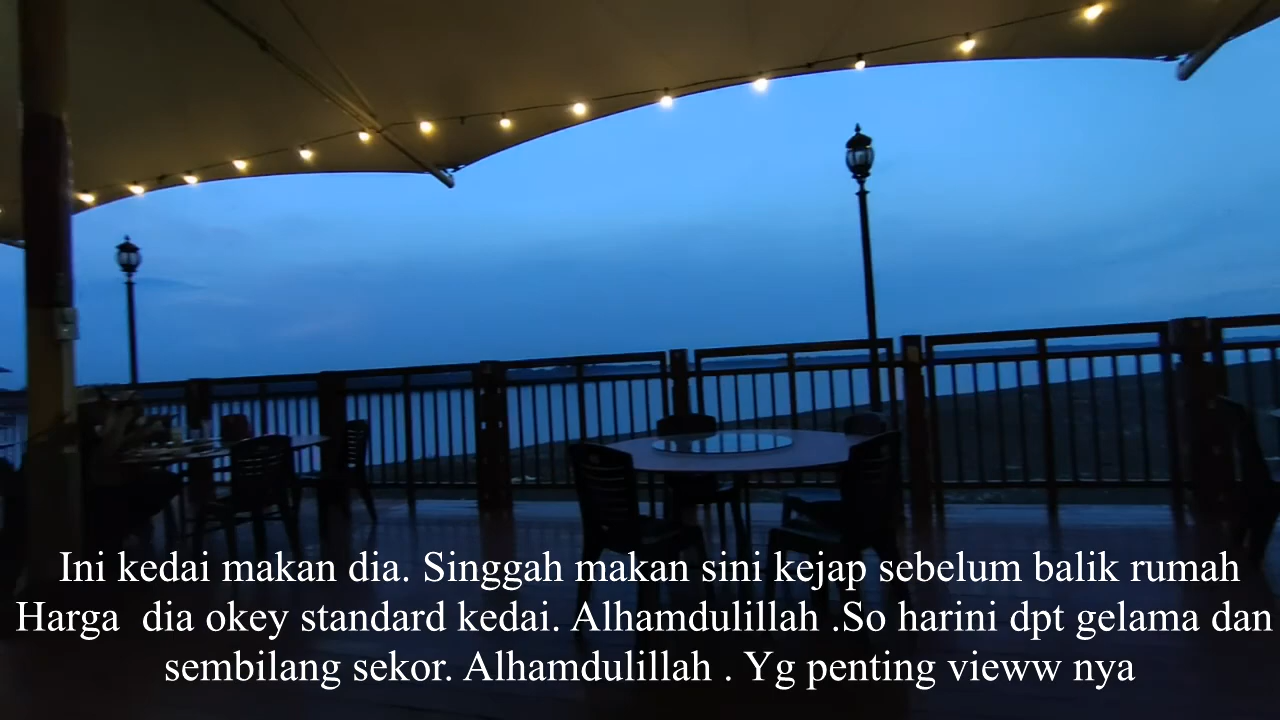 Ini kedai makan dia. Singgah makan sini kejap sebelum balik rumah
Harga  dia okey standard kedai. Alhamdulillah .So harini dpt gelama dan
sembilang sekor. Alhamdulillah . Yg penting vieww nya